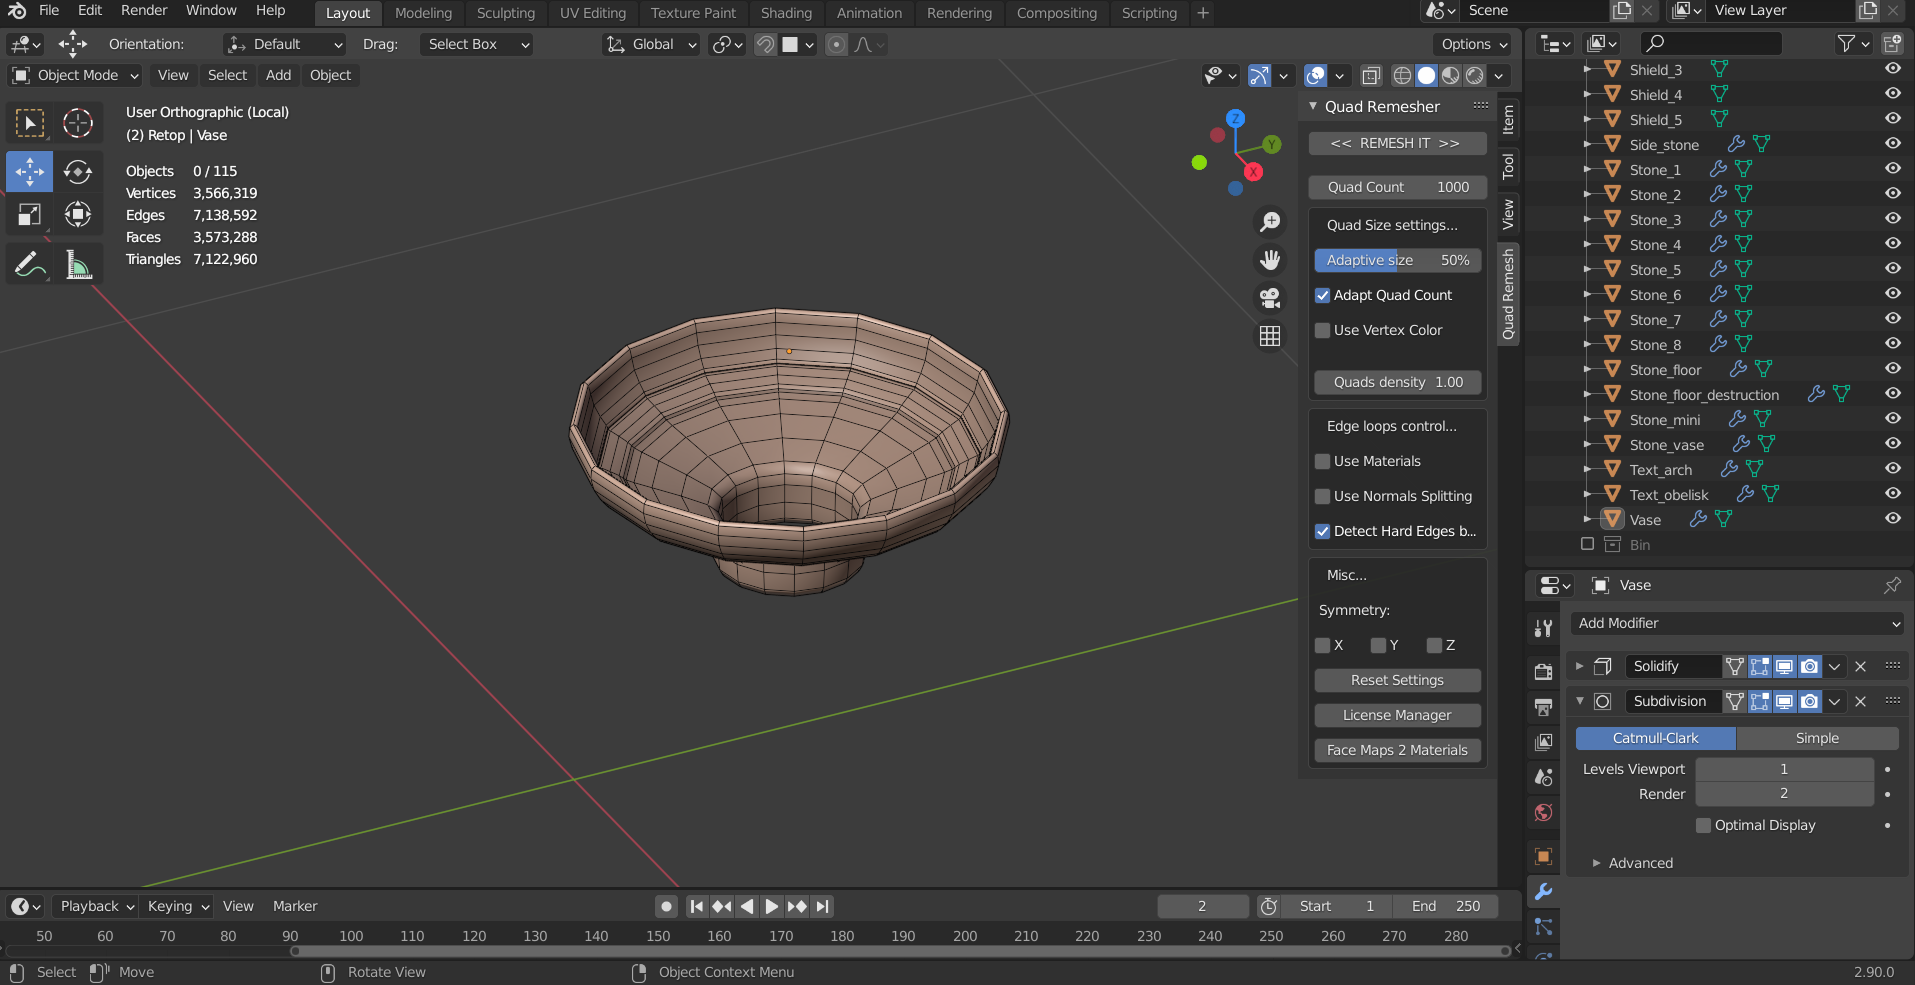 File Edit Render Window Help Layout Modeling Sculpting UV Editing Texture Paint Shading Animation Rendering Compositing Scripting + Scene View Layer
Orientation: Default Drag: Select Box Global Options
Object Mode View Select Add Object
User Orthographic (Local)
(2) Retop | Vase
Objects 0 / 115
Vertices 3,566,319
Edges 7,138,592
Faces 3,573,288
Triangles 7,122,960
Z
Y
X
Quad Remesher
<< REMESH IT >>
Quad Count 1000
Quad Size settings...
Adaptive size 50%
Adapt Quad Count
Use Vertex Color
Quads density 1.00
Edge loops control...
Use Materials
Use Normals Splitting
Detect Hard Edges b...
Misc...
Symmetry:
X Y Z
Reset Settings
License Manager
Face Maps 2 Materials
Item
Tool
View
Quad Remesh
Shield_3
Shield_4
Shield_5
Side_stone
Stone_1
Stone_2
Stone_3
Stone_4
Stone_5
Stone_6
Stone_7
Stone_8
Stone_floor
Stone_floor_destruction
Stone_mini
Stone_vase
Text_arch
Text_obelisk
Vase
Bin
Vase
Add Modifier
Solidify
Subdivision
Catmull-Clark Simple
Levels Viewport 1
Render 2
Optimal Display
Advanced
Playback Keying View Marker 2 Start 1 End 250
50 60 70 80 90 100 110 120 130 140 150 160 170 180 190 200 210 220 230 240 250 260 270 280
Select Move Rotate View Object Context Menu 2.90.0